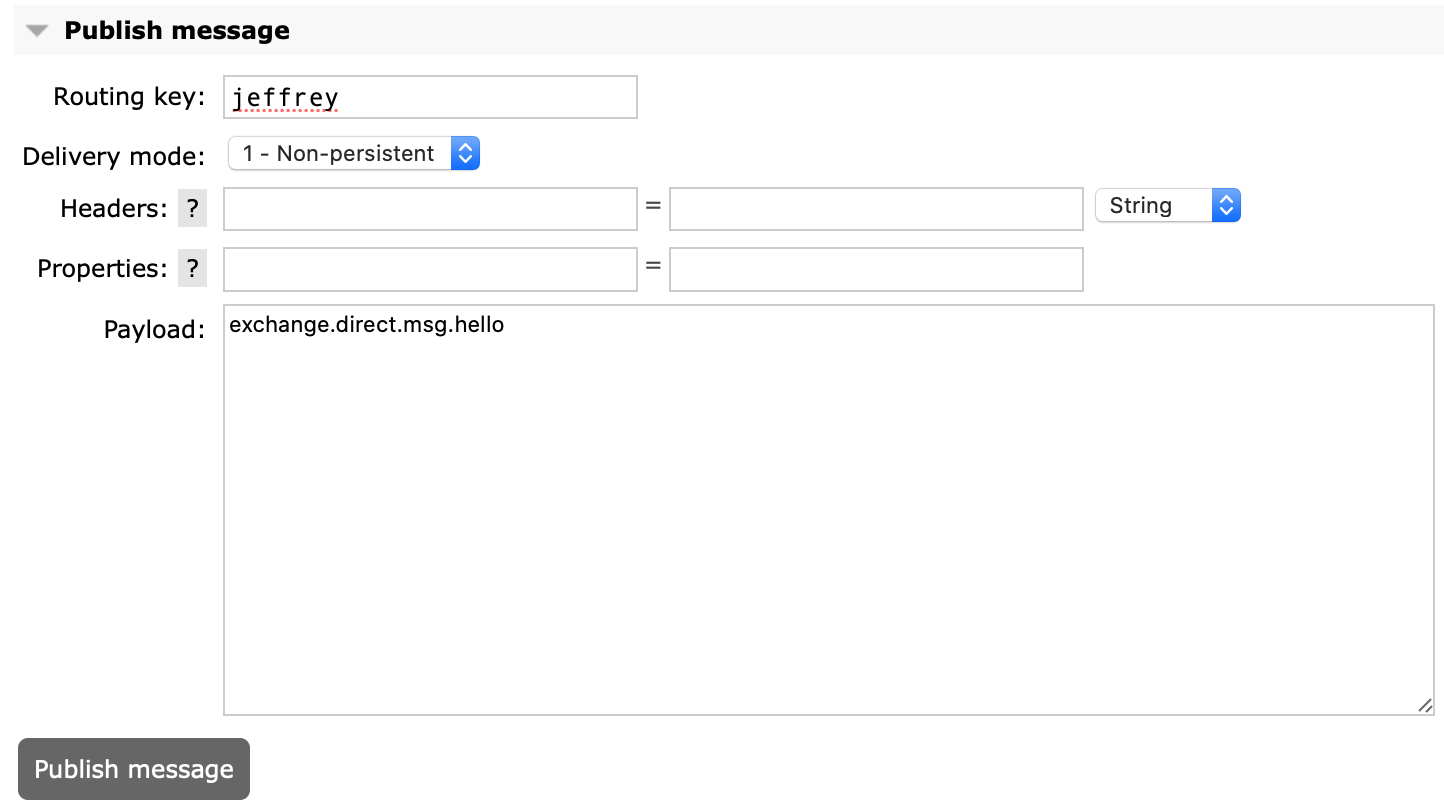 Publish message
Routing key: jeffrey
Delivery mode: 1 - Non-persistent
Headers: ? = String
Properties: ? =
Payload: exchange.direct.msg.hello
Publish message